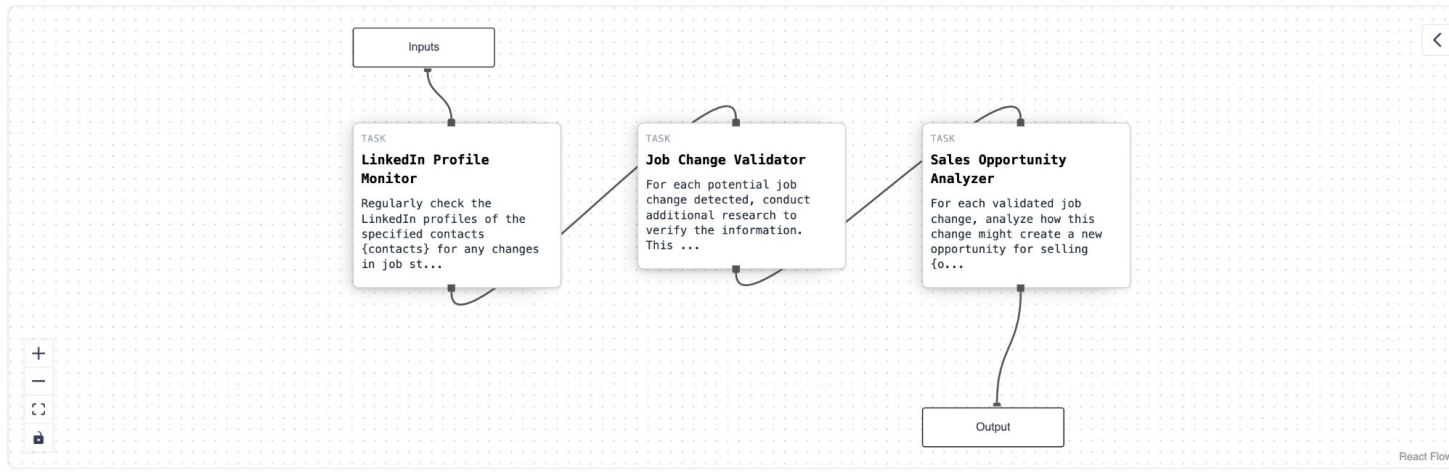 Inputs
TASK
LinkedIn Profile
Monitor
Regularly check the
LinkedIn profiles of the
specified contacts
{contacts} for any changes
in job st...
TASK
Job Change Validator
For each potential job
change detected, conduct
additional research to
verify the information.
This ...
TASK
Sales Opportunity
Analyzer
For each validated job
change, analyze how this
change might create a new
opportunity for selling
{o...
Output
React Flow